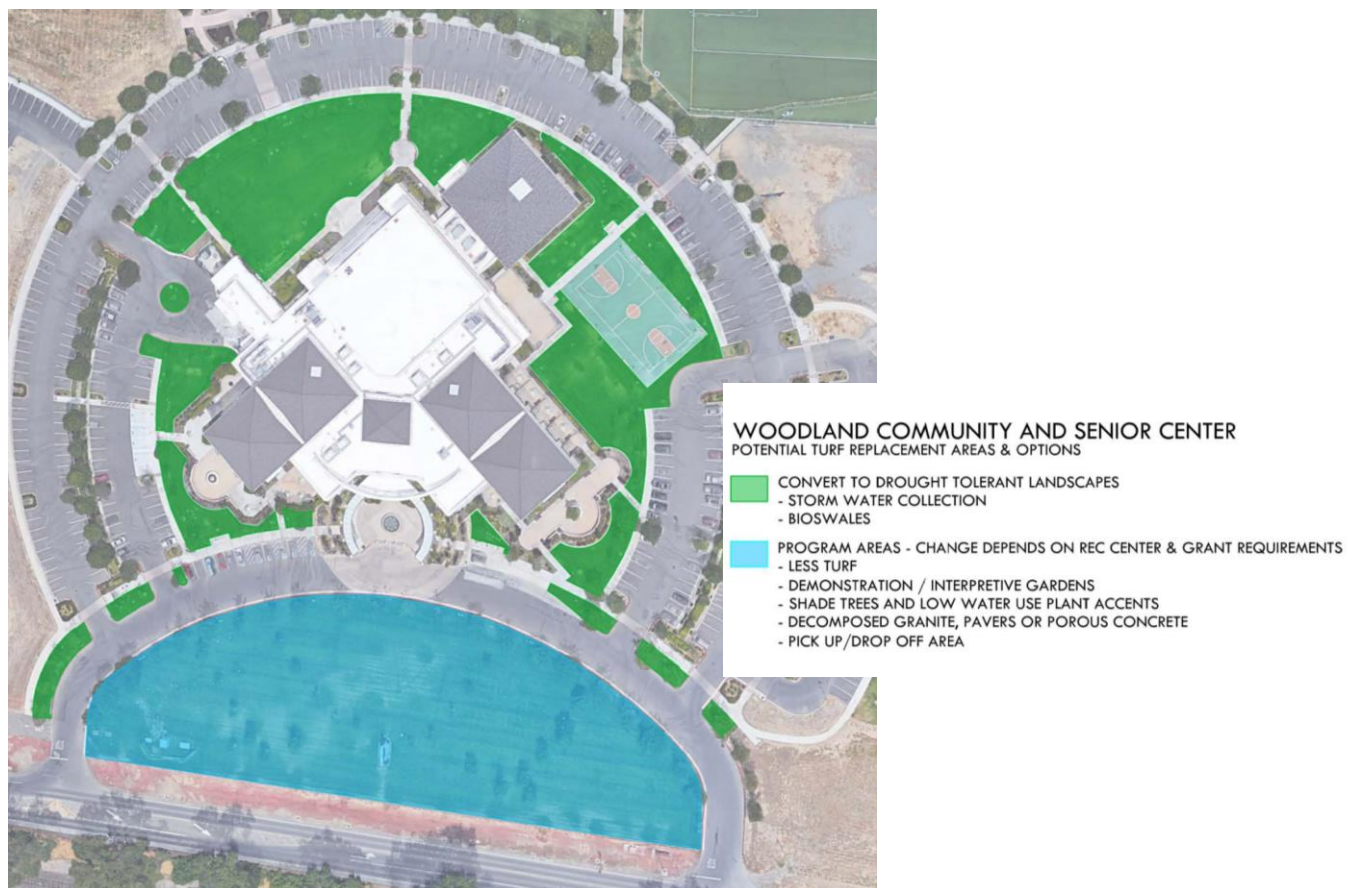 WOODLAND COMMUNITY AND SENIOR CENTER
POTENTIAL TURF REPLACEMENT AREAS & OPTIONS
CONVERT TO DROUGHT TOLERANT LANDSCAPES
- STORM WATER COLLECTION
- BIOSWALES
PROGRAM AREAS - CHANGE DEPENDS ON REC CENTER & GRANT REQUIREMENTS
- LESS TURF
- DEMONSTRATION / INTERPRETIVE GARDENS
- SHADE TREES AND LOW WATER USE PLANT ACCENTS
- DECOMPOSED GRANITE, PAVERS OR POROUS CONCRETE
- PICK UP/DROP OFF AREA